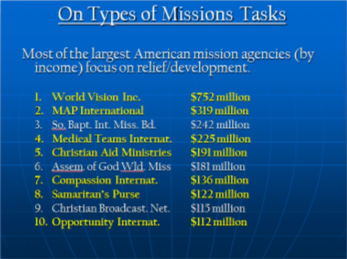 On Types of Missions Tasks
Most of the largest American mission agencies (by
income) focus on relief/development.
1. World Vision Inc. $752 million
2. MAP International $319 million
3. So. Bapt. Int. Miss. Bd. $242 million
4. Medical Teams Internat. $225 million
5. Christian Aid Ministries $191 million
6. Assem. of God Wld. Miss $181 million
7. Compassion Internat. $136 million
8. Samaritan's Purse $122 million
9. Christian Broadcast. Net. $115 million
10. Opportunity Internat. $112 million